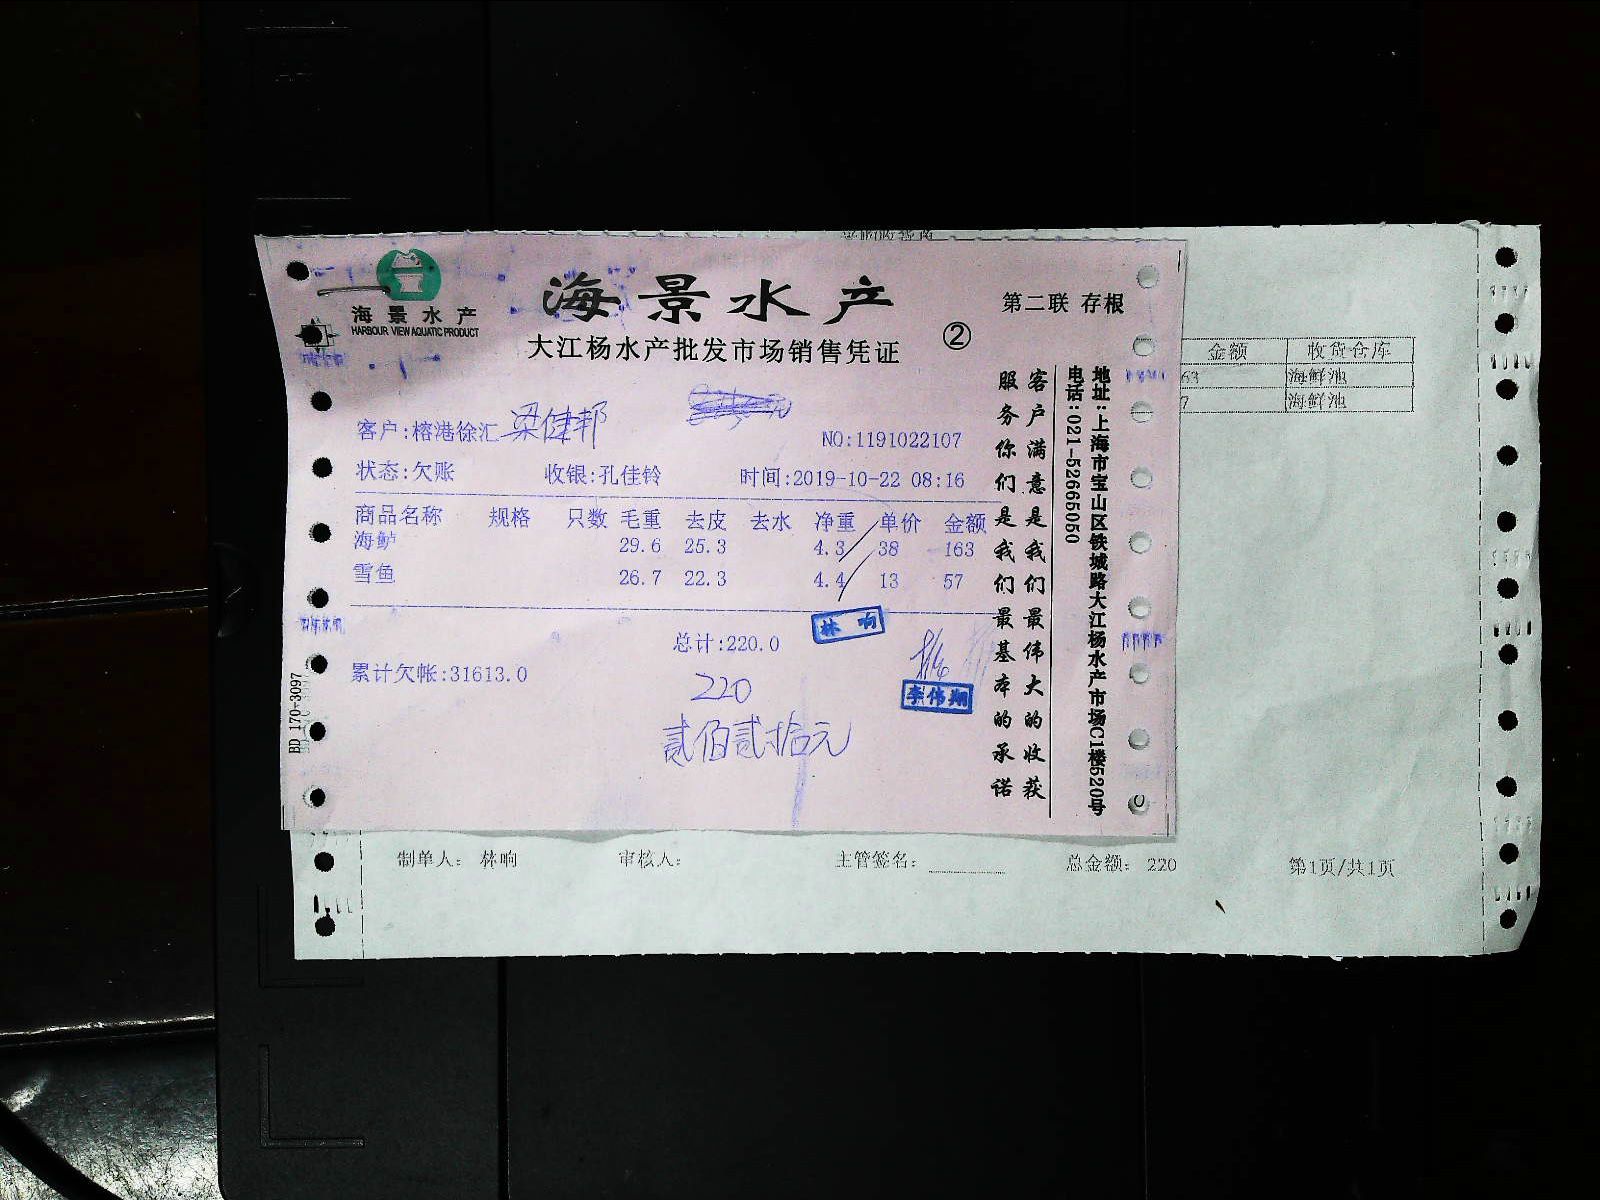 海景水产
HARBOUR VIEW AQUATIC PRODUCT
海景水产
大江杨水产批发市场销售凭证
②
第二联 存根
客户:榕港徐汇 梁健邦
NO:1191022107
状态:欠账 收银:孔佳铃 时间:2019-10-22 08:16
商品名称 规格 只数 毛重 去皮 去水 净重 单价 金额
海鲈 29.6 25.3 4.3 38 163
雪鱼 26.7 22.3 4.4 13 57
总计:220.0
林响
累计欠帐:31613.0
220
李伟翔
贰佰贰拾元
客户满意是我们最伟大的收获
服务你们是我们最基本的承诺
地址:上海市宝山区铁城路大江杨水产市场C1楼520号
电话:021-52665050
BD 170-3097
金额 收货仓库
63 海鲜池
7 海鲜池
制单人: 林响 审核人: 主管签名: 总金额: 220 第1页/共1页